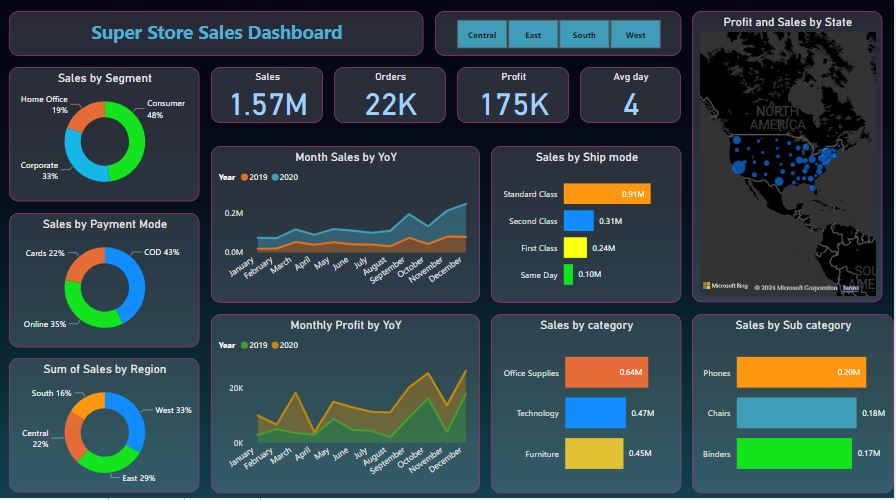 Super Store Sales Dashboard
Central East South West
Profit and Sales by State
NORTH
AMERICA
Microsoft Bing
© 2024 Microsoft Corporation Terms
Sales by Segment
Home Office
19%
Consumer
48%
Corporate
33%
Sales
1.57M
Orders
22K
Profit
175K
Avg day
4
Month Sales by YoY
Year 2019 2020
0.2M
0.0M
January
February
March
April
May
June
July
August
September
October
November
December
Sales by Ship mode
Standard Class 0.91M
Second Class 0.31M
First Class 0.24M
Same Day 0.10M
Sales by Payment Mode
Cards 22%
COD 43%
Online 35%
Monthly Profit by YoY
Year 2019 2020
20K
0K
January
February
March
April
May
June
July
August
September
October
November
December
Sales by category
Office Supplies 0.64M
Technology 0.47M
Furniture 0.45M
Sales by Sub category
Phones 0.20M
Chairs 0.18M
Binders 0.17M
Sum of Sales by Region
South 16%
West 33%
Central
22%
East 29%